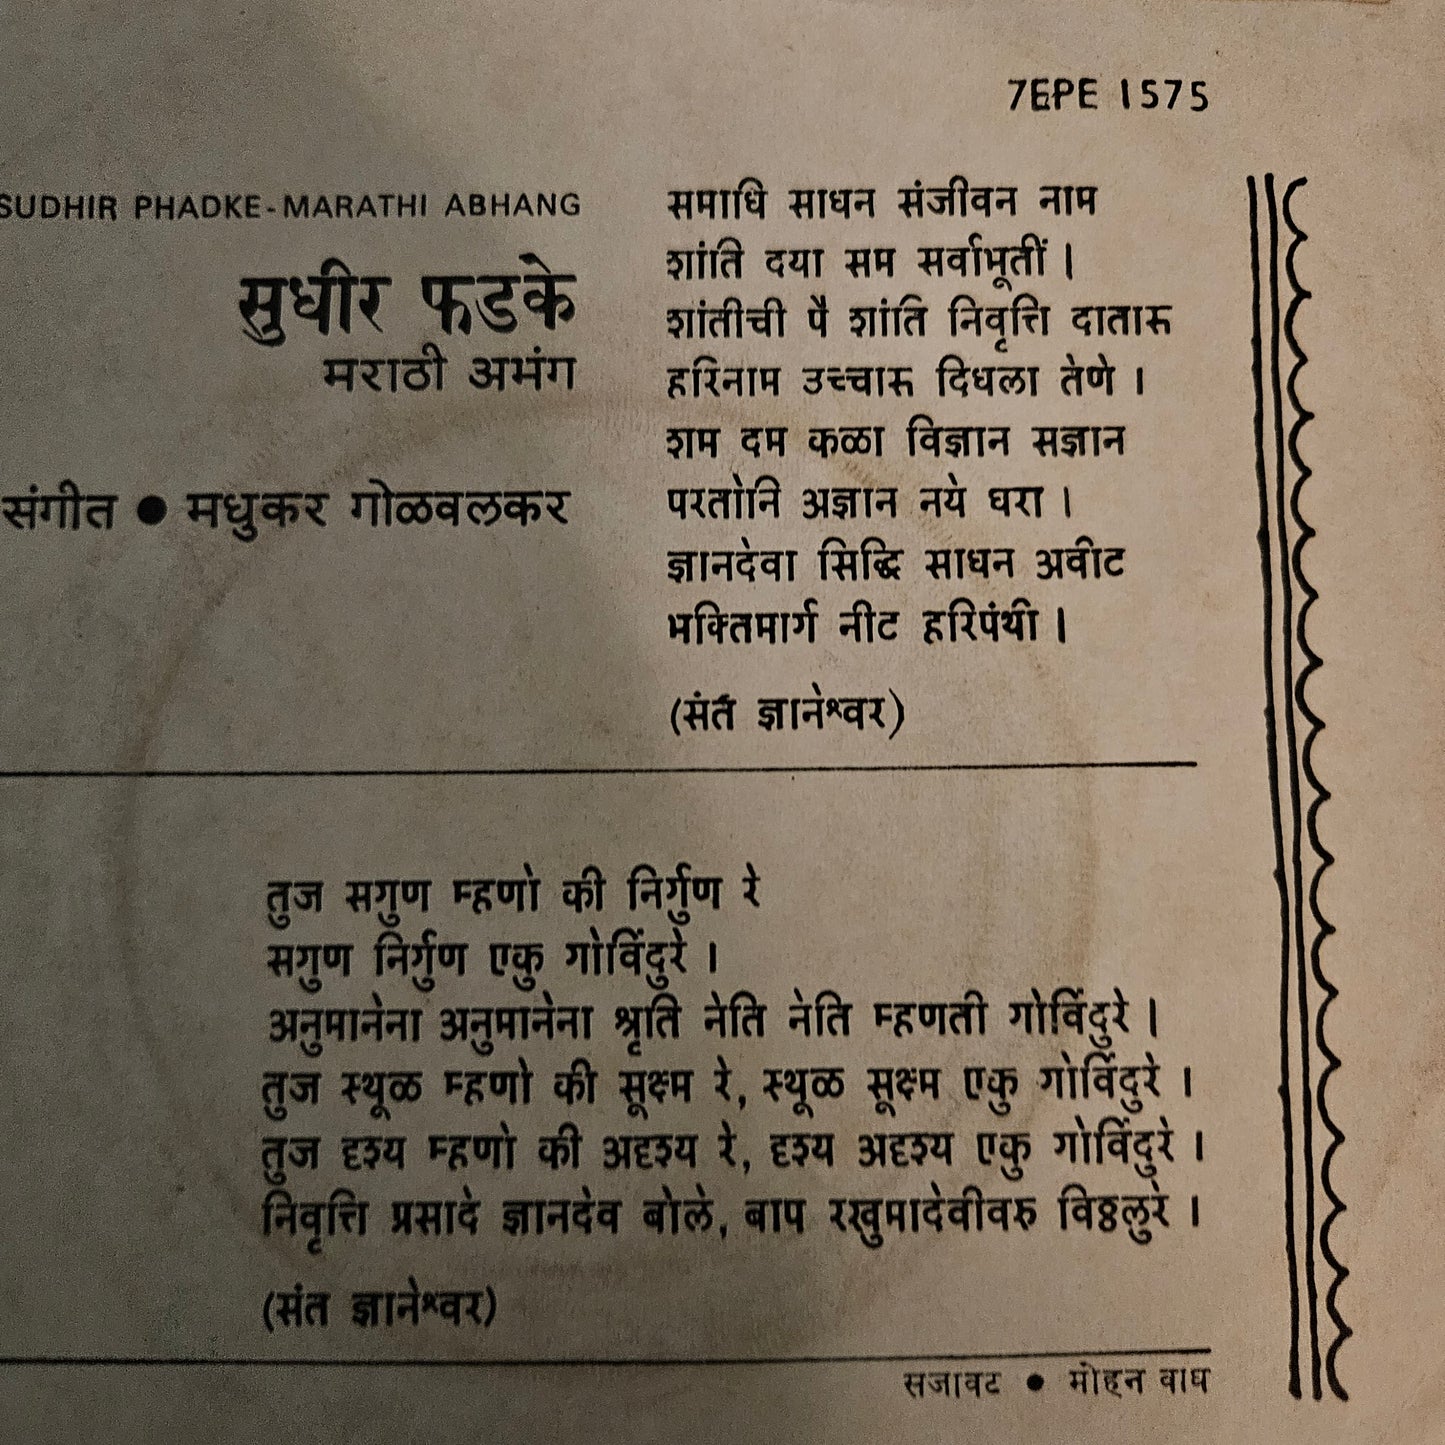 7EPE 1575
SUDHIR PHADKE-MARATHI ABHANG
सुधीर फडके
मराठी अभंग
संगीत ● मधुकर गोळवलकर
समाधि साधन संजीवन नाम
शांति दया सम सर्वाभूतीं ।
शांतीची पै शांति निवृत्ति दातारू
हरिनाम उच्चारू दिधला तेणे ।
शम दम कळा विज्ञान सज्ञान
परतोनि अज्ञान नये घरा ।
ज्ञानदेवा सिद्धि साधन अवीट
भक्तिमार्ग नीट हरिपंथी ।
(संत ज्ञानेश्वर)
तुज सगुण म्हणो की निर्गुण रे
सगुण निर्गुण एकु गोविंदुरे ।
अनुमानेना अनुमानेना श्रृति नेति नेति म्हणती गोविंदुरे ।
तुज स्थूळ म्हणो की सूक्ष्म रे, स्थूळ सूक्ष्म एकु गोविंदुरे ।
तुज दृश्य म्हणो की अदृश्य रे, दृश्य अदृश्य एकु गोविंदुरे ।
निवृत्ति प्रसादे ज्ञानदेव बोले, बाप रखुमादेवीवरु विठ्ठलुरे ।
(संत ज्ञानेश्वर)
सजावट ● मोहन वाघ